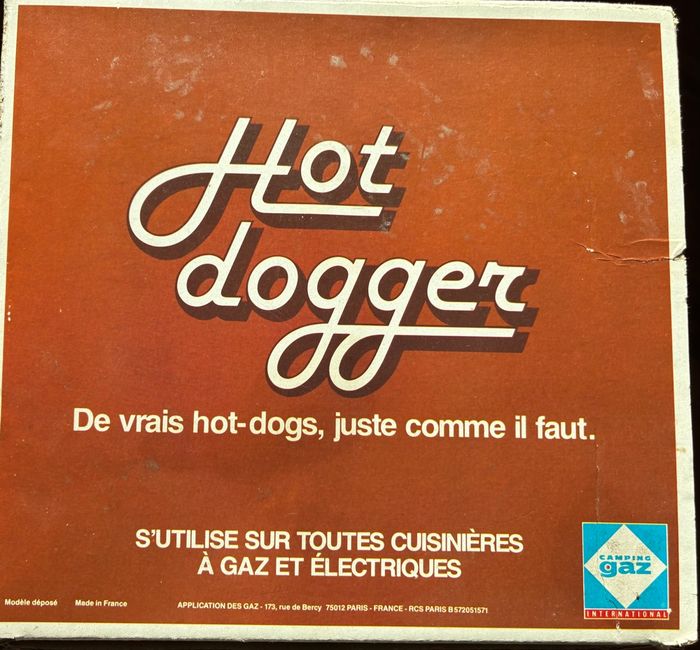 Hot
dogger
De vrais hot-dogs, juste comme il faut.
S'UTILISE SUR TOUTES CUISINIÈRES
À GAZ ET ÉLECTRIQUES
CAMPING
gaz
INTERNATIONAL
Modèle déposé Made in France APPLICATION DES GAZ - 173, rue de Bercy 75012 PARIS - FRANCE - RCS PARIS B 572051571